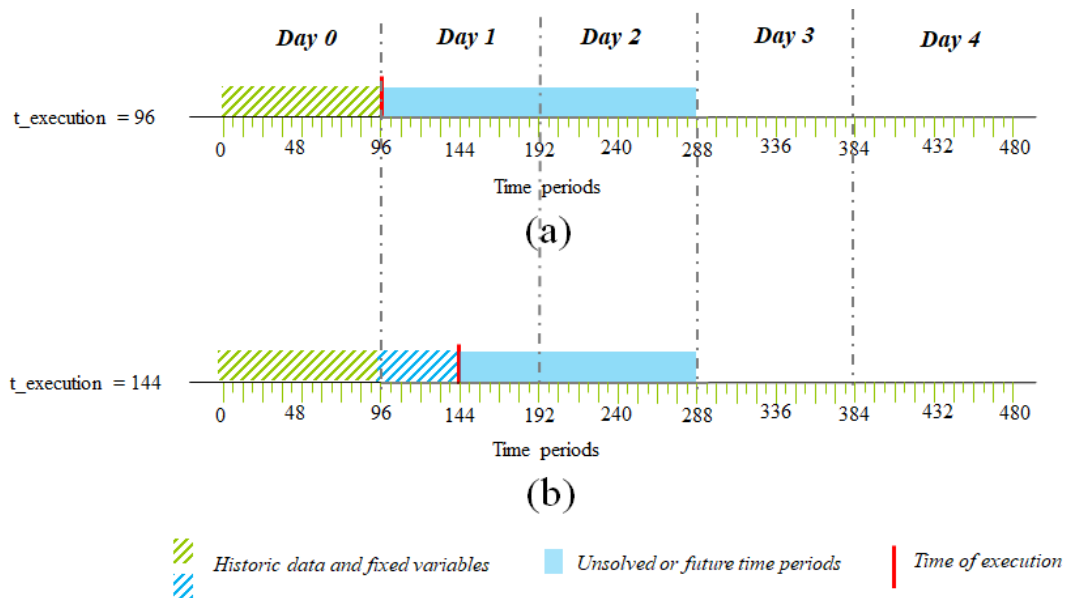 Day 0 Day 1 Day 2 Day 3 Day 4
t_execution = 96
0 48 96 144 192 240 288 336 384 432 480
Time periods
(a)
t_execution = 144
0 48 96 144 192 240 288 336 384 432 480
Time periods
(b)
Historic data and fixed variables Unsolved or future time periods Time of execution